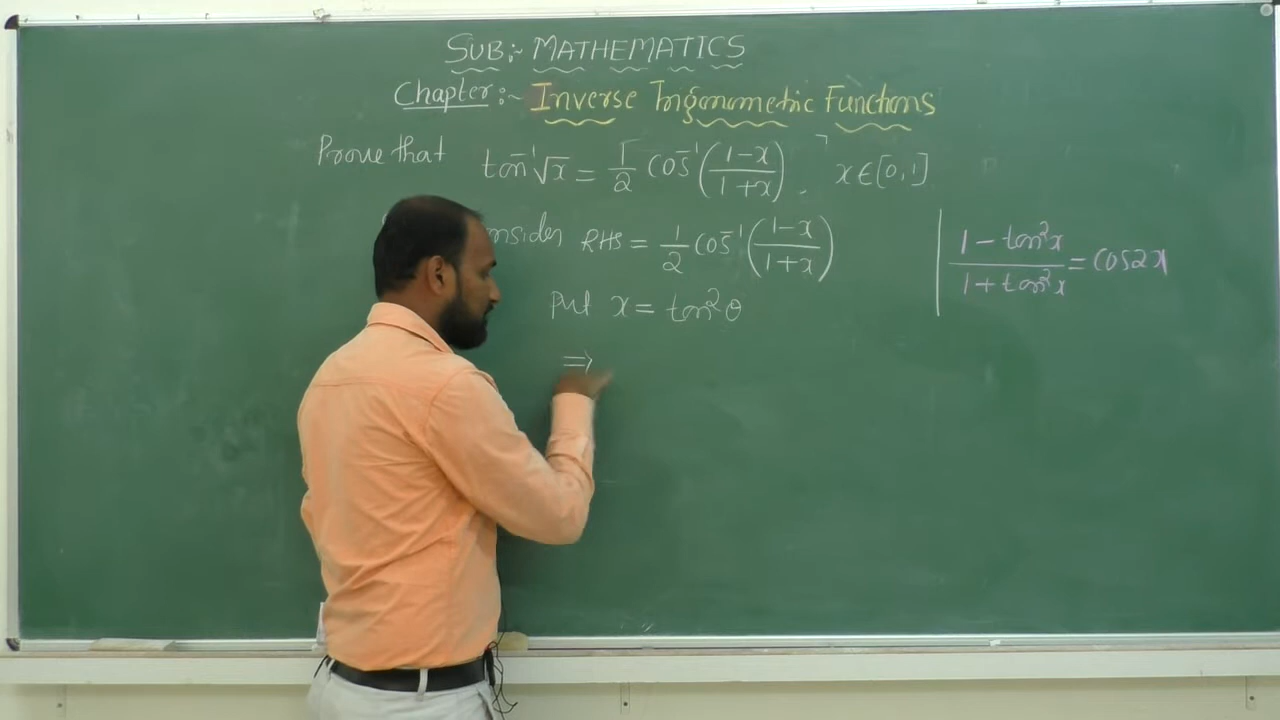 SUB:- MATHEMATICS
Chapter:- Inverse Trigonometric Functions
Prove that tan⁻¹√x = 1/2 cos⁻¹((1-x)/(1+x)), x∈[0,1]
RHS = 1/2 cos⁻¹((1-x)/(1+x))
put x = tan²θ
⇒
(1 - tan²x)/(1 + tan²x) = cos2x